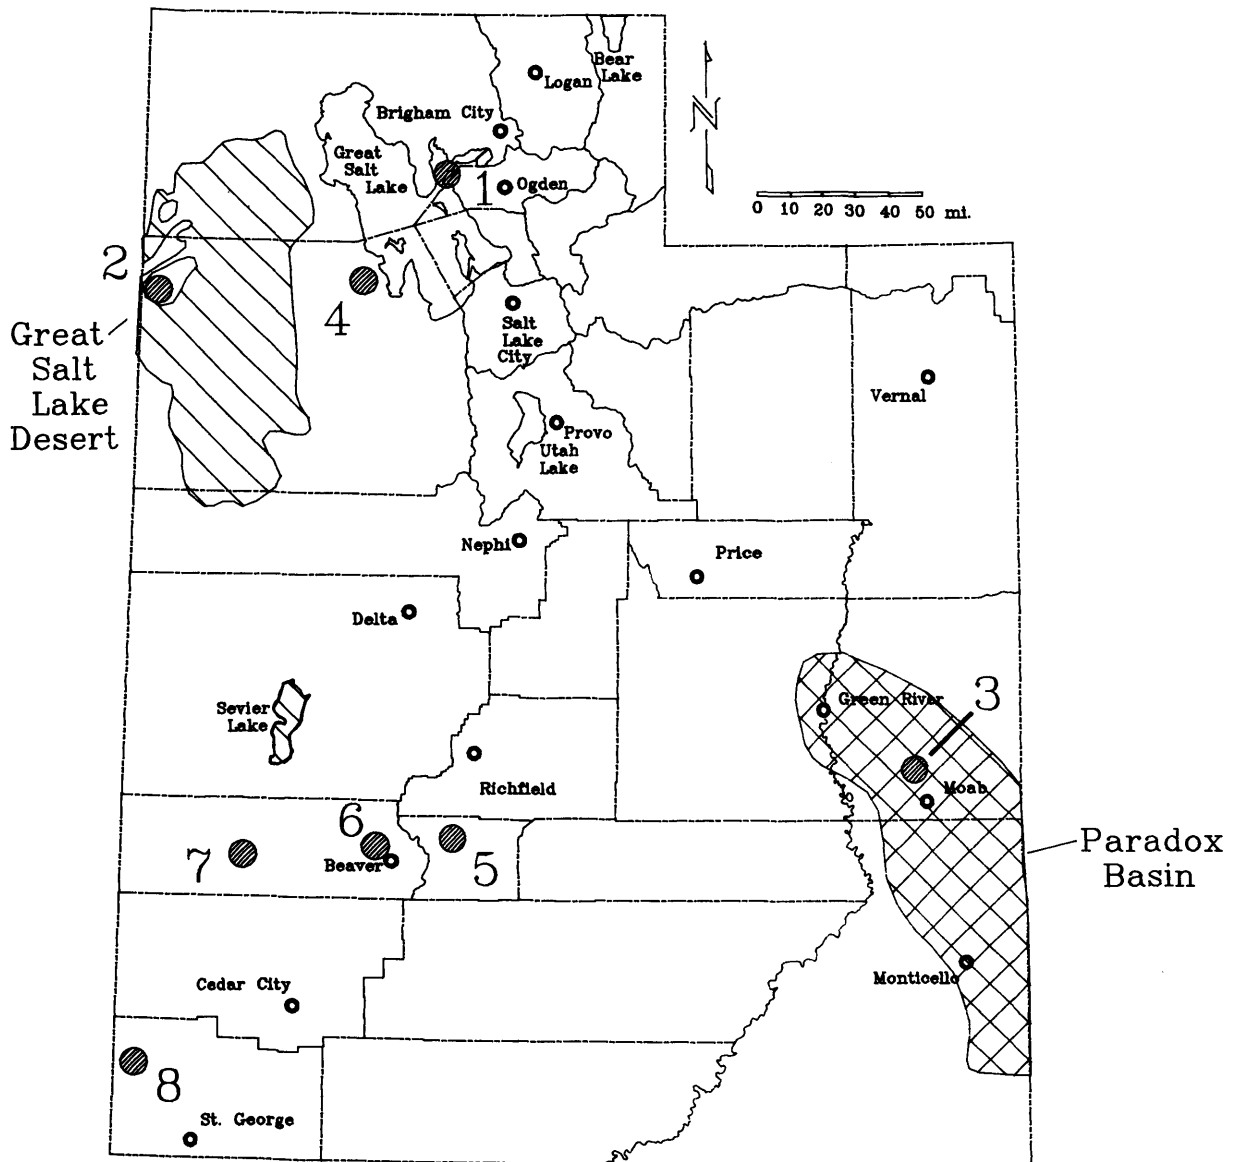 Bear
Lake
Logan
Brigham City
Great
Salt
Lake
1
Ogden
N
0 10 20 30 40 50 mi.
2
4
Great
Salt
Lake
Desert
Salt
Lake
City
Vernal
Provo
Utah
Lake
Nephi
Price
Delta
Green River
3
Sevier
Lake
Richfield
Moab
6
7
Beaver
5
Paradox
Basin
Monticello
Cedar City
8
St. George